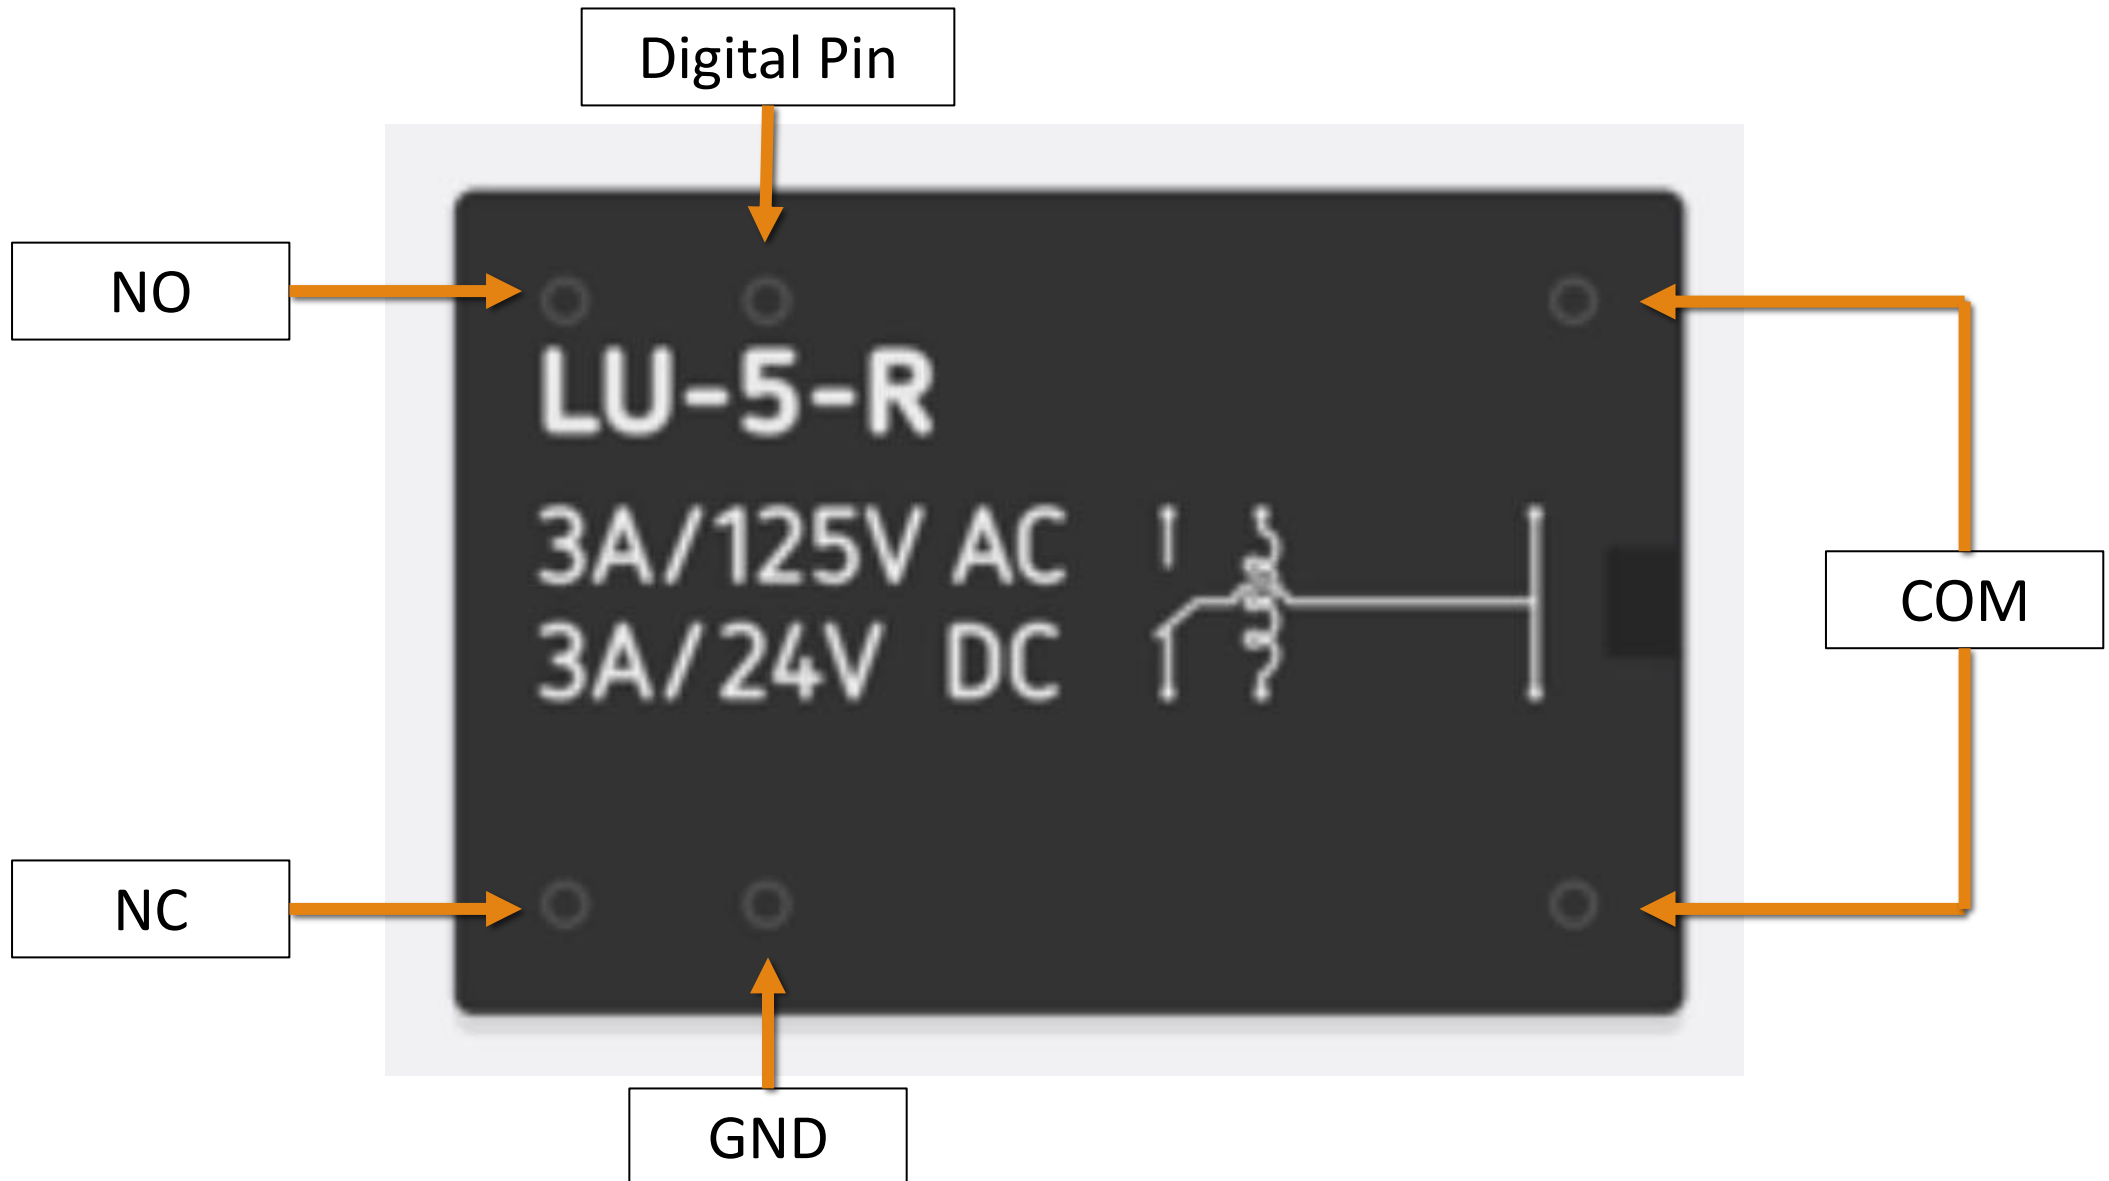 Digital Pin
NO
LU-5-R
3A/125V AC
3A/24V DC
COM
NC
GND